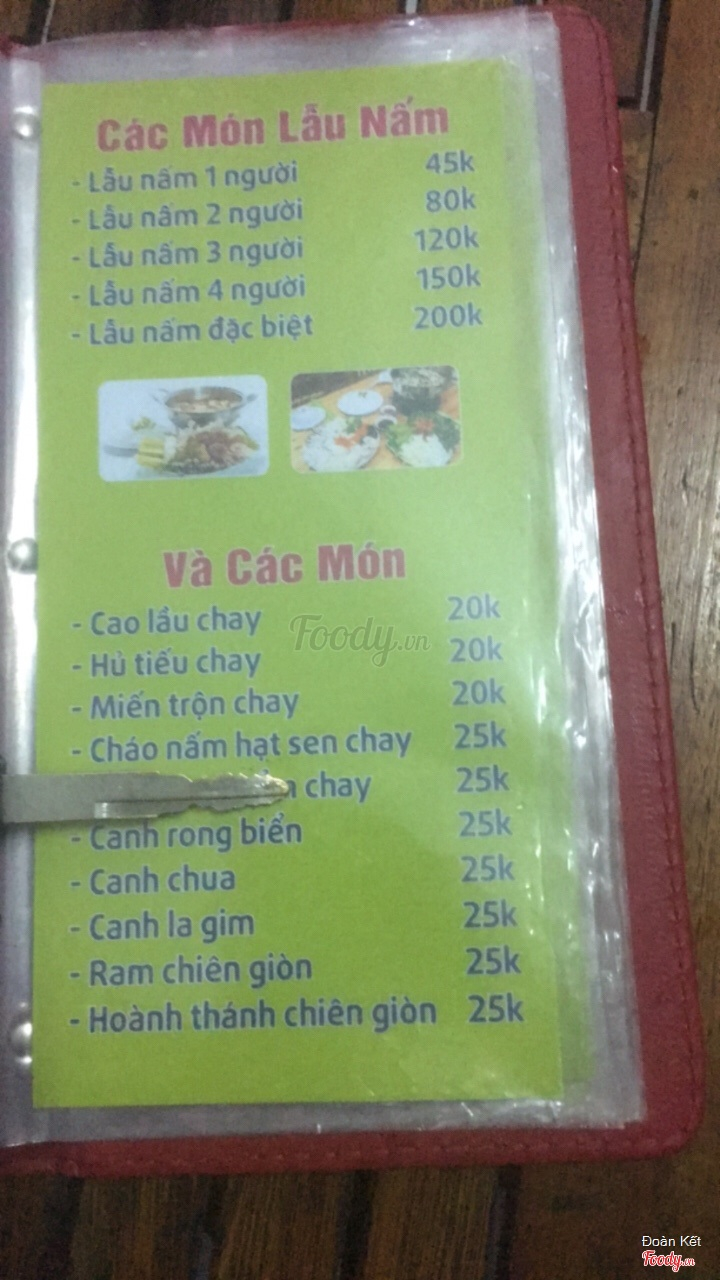 Các Món Lẩu Nấm
- Lẩu nấm 1 người 45k
- Lẩu nấm 2 người 80k
- Lẩu nấm 3 người 120k
- Lẩu nấm 4 người 150k
- Lẩu nấm đặc biệt 200k
Và Các Món
- Cao lầu chay 20k
Foody.vn
- Hủ tiếu chay 20k
- Miến trộn chay 20k
- Cháo nấm hạt sen chay 25k
chay 25k
- Canh rong biển 25k
- Canh chua 25k
- Canh la gim 25k
- Ram chiên giòn 25k
- Hoành thánh chiên giòn 25k
Đoàn Kết
Foody.vn